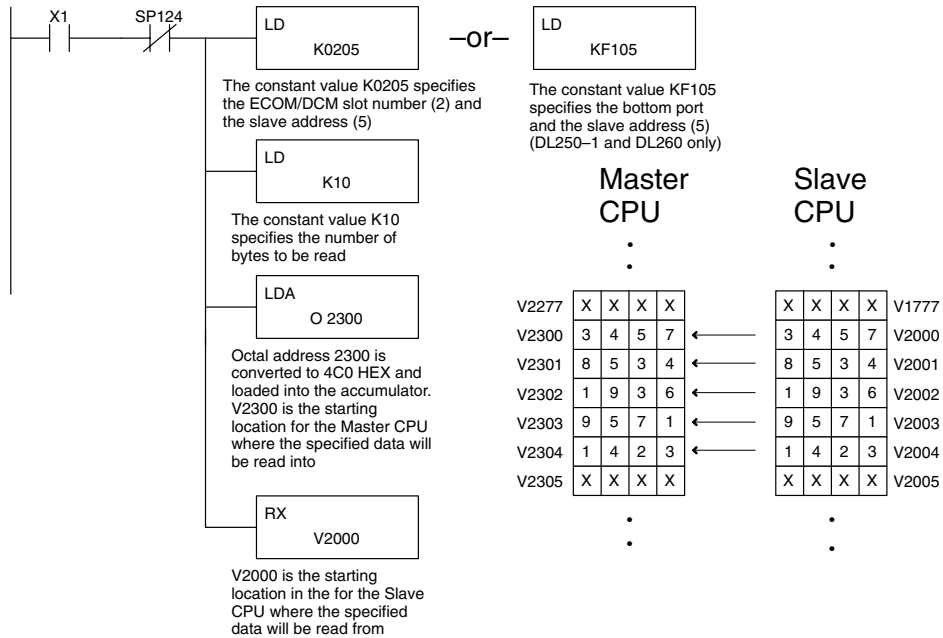 X1 SP124
LD
K0205
–or–
LD
KF105
The constant value K0205 specifies
the ECOM/DCM slot number (2) and
the slave address (5)
The constant value KF105
specifies the bottom port
and the slave address (5)
(DL250–1 and DL260 only)
LD
K10
The constant value K10
specifies the number of
bytes to be read
LDA
O 2300
Octal address 2300 is
converted to 4C0 HEX and
loaded into the accumulator.
V2300 is the starting
location for the Master CPU
where the specified data will
be read into
RX
V2000
V2000 is the starting
location in the for the Slave
CPU where the specified
data will be read from
Master
CPU
Slave
CPU
V2277 X X X X X X X X V1777
V2300 3 4 5 7 3 4 5 7 V2000
V2301 8 5 3 4 8 5 3 4 V2001
V2302 1 9 3 6 1 9 3 6 V2002
V2303 9 5 7 1 9 5 7 1 V2003
V2304 1 4 2 3 1 4 2 3 V2004
V2305 X X X X X X X X V2005